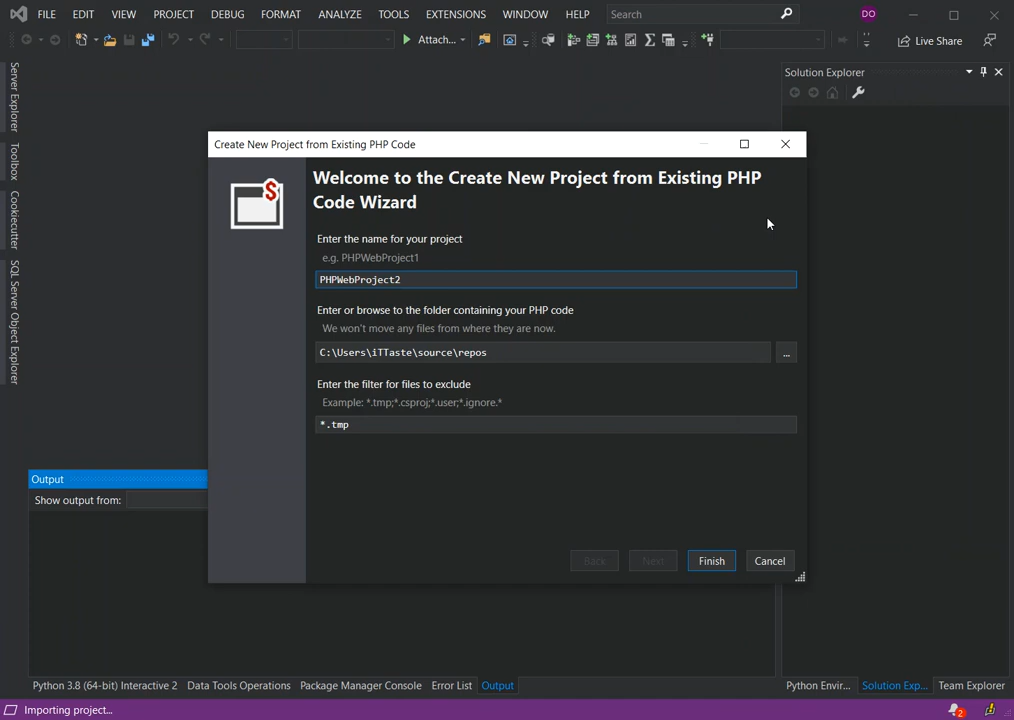 FILE EDIT VIEW PROJECT DEBUG FORMAT ANALYZE TOOLS EXTENSIONS WINDOW HELP Search DO
Attach... Live Share
Server Explorer
Toolbox
Cookiecutter
SQL Server Object Explorer
Solution Explorer
Create New Project from Existing PHP Code
Welcome to the Create New Project from Existing PHP
Code Wizard
Enter the name for your project
e.g. PHPWebProject1
PHPWebProject2
Enter or browse to the folder containing your PHP code
We won't move any files from where they are now.
C:\Users\iTTaste\source\repos ...
Enter the filter for files to exclude
Example: *.tmp;*.csproj;*.user;*.ignore.*
*.tmp
Back Next Finish Cancel
Output
Show output from:
Python 3.8 (64-bit) Interactive 2 Data Tools Operations Package Manager Console Error List Output
Python Envir... Solution Exp... Team Explorer
Importing project... 2